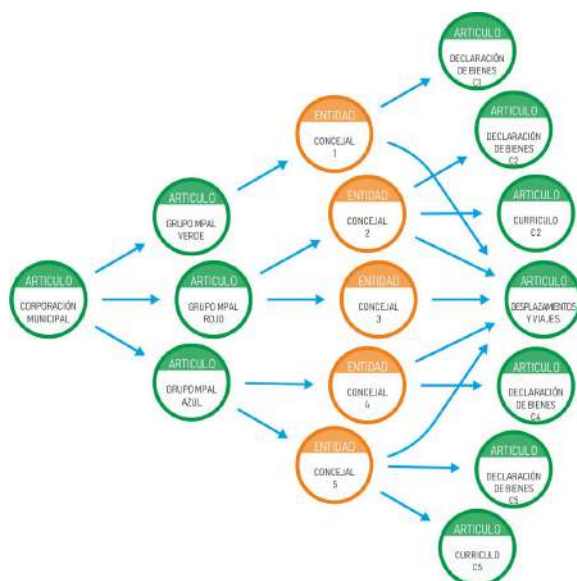 ARTICULO
DECLARACIÓN
DE BIENES
C1
ENTIDAD
CONCEJAL
1
ARTICULO
DECLARACIÓN
DE BIENES
C2
ARTICULO
GRUPO MPAL
VERDE
ENTIDAD
CONCEJAL
2
ARTICULO
CURRICULO
C2
ARTICULO
CORPORACIÓN
MUNICIPAL
ARTICULO
GRUPO MPAL
ROJO
ENTIDAD
CONCEJAL
3
ARTICULO
DESPLAZAMIENTOS
Y VIAJES
ARTICULO
GRUPO MPAL
AZUL
ENTIDAD
CONCEJAL
4
ARTICULO
DECLARACIÓN
DE BIENES
C4
ENTIDAD
CONCEJAL
5
ARTICULO
DECLARACIÓN
DE BIENES
C5
ARTICULO
CURRICULO
C5